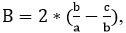 B = 2 * (b/a − c/b),